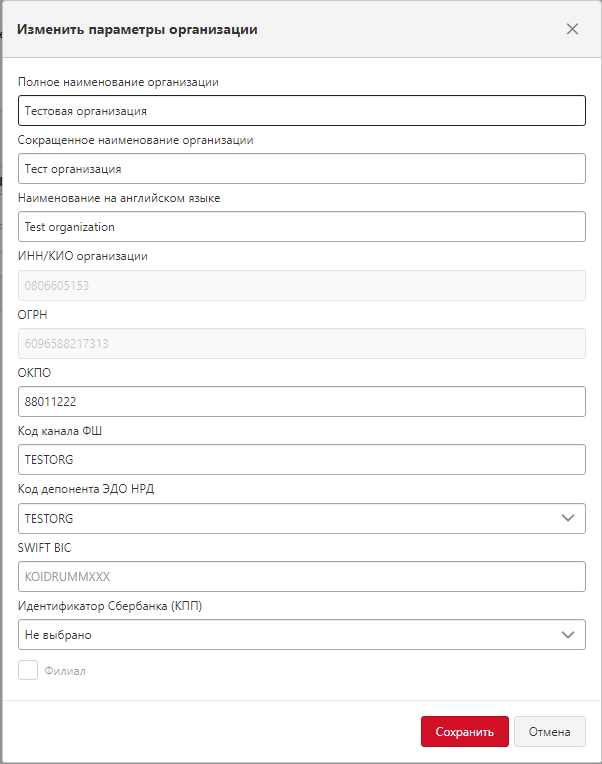 Изменить параметры организации
Полное наименование организации
Тестовая организация
Сокращенное наименование организации
Тест организация
Наименование на английском языке
Test organization
ИНН/КИО организации
0806605153
ОГРН
6096588217313
ОКПО
88011222
Код канала ФШ
TESTORG
Код депонента ЭДО НРД
TESTORG
SWIFT BIC
KOIDRUMMXXX
Идентификатор Сбербанка (КПП)
Не выбрано
Филиал
Сохранить Отмена